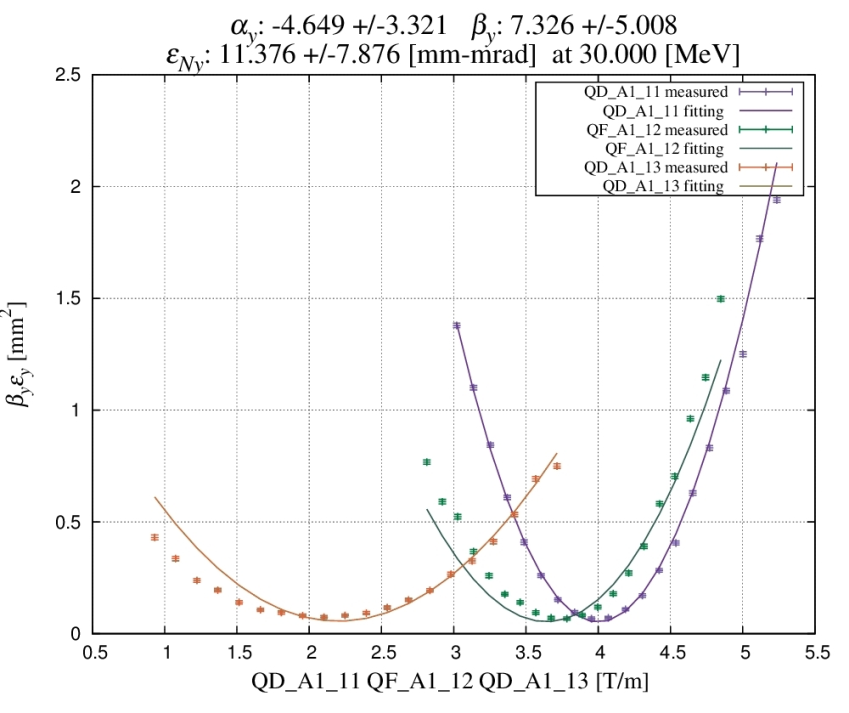 αy: -4.649 +/-3.321 βy: 7.326 +/-5.008
εNy: 11.376 +/-7.876 [mm-mrad] at 30.000 [MeV]
2.5
QD_A1_11 measured
QD_A1_11 fitting
QF_A1_12 measured
QF_A1_12 fitting
QD_A1_13 measured
QD_A1_13 fitting
2
1.5
1
0.5
0
βyεy [mm2]
0.5 1 1.5 2 2.5 3 3.5 4 4.5 5 5.5
QD_A1_11 QF_A1_12 QD_A1_13 [T/m]